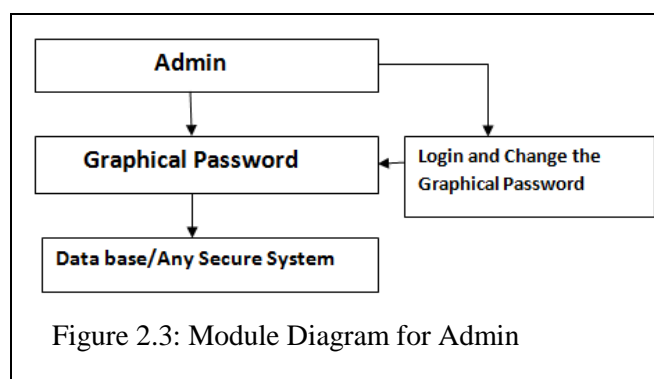 Admin
Graphical Password
Login and Change the
Graphical Password
Data base/Any Secure System
Figure 2.3: Module Diagram for Admin